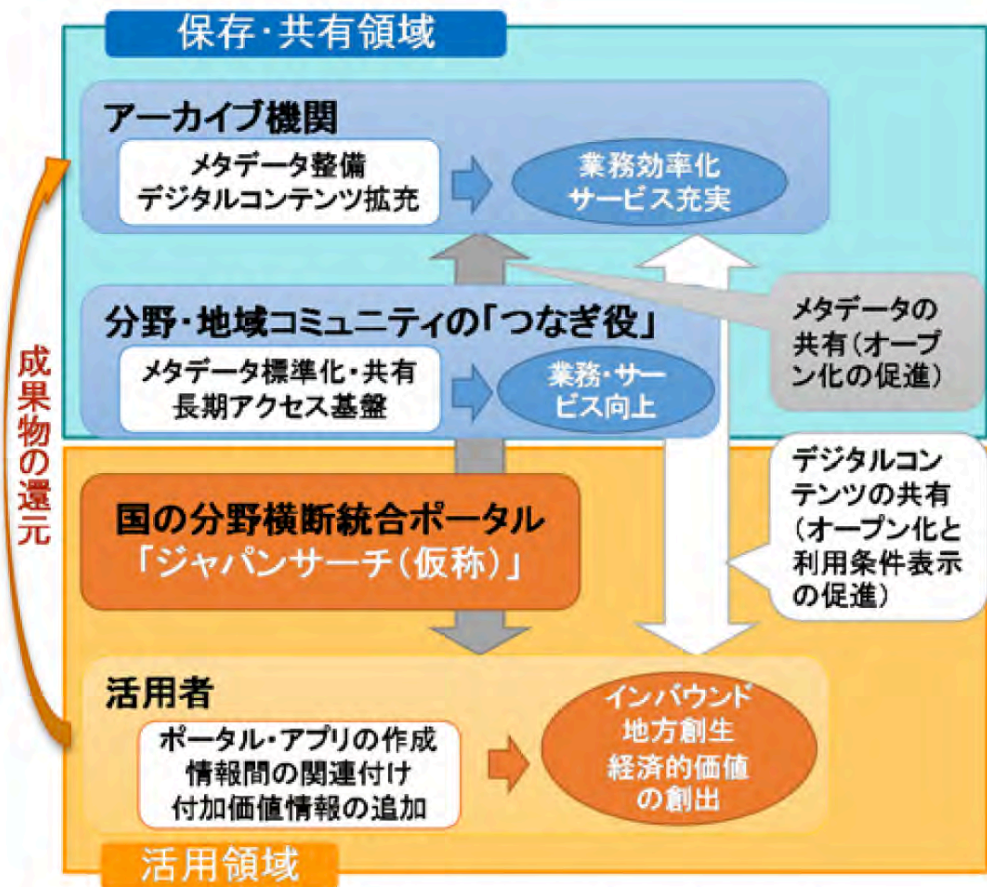 保存・共有領域
アーカイブ機関
メタデータ整備
デジタルコンテンツ拡充
業務効率化
サービス充実
分野・地域コミュニティの「つなぎ役」
メタデータ標準化・共有
長期アクセス基盤
業務・サー
ビス向上
メタデータの
共有(オープ
ン化の促進)
成果物の還元
国の分野横断統合ポータル
「ジャパンサーチ(仮称)」
デジタルコン
テンツの共有
(オープン化と
利用条件表示
の促進)
活用者
ポータル・アプリの作成
情報間の関連付け
付加価値情報の追加
インバウンド
地方創生
経済的価値
の創出
活用領域